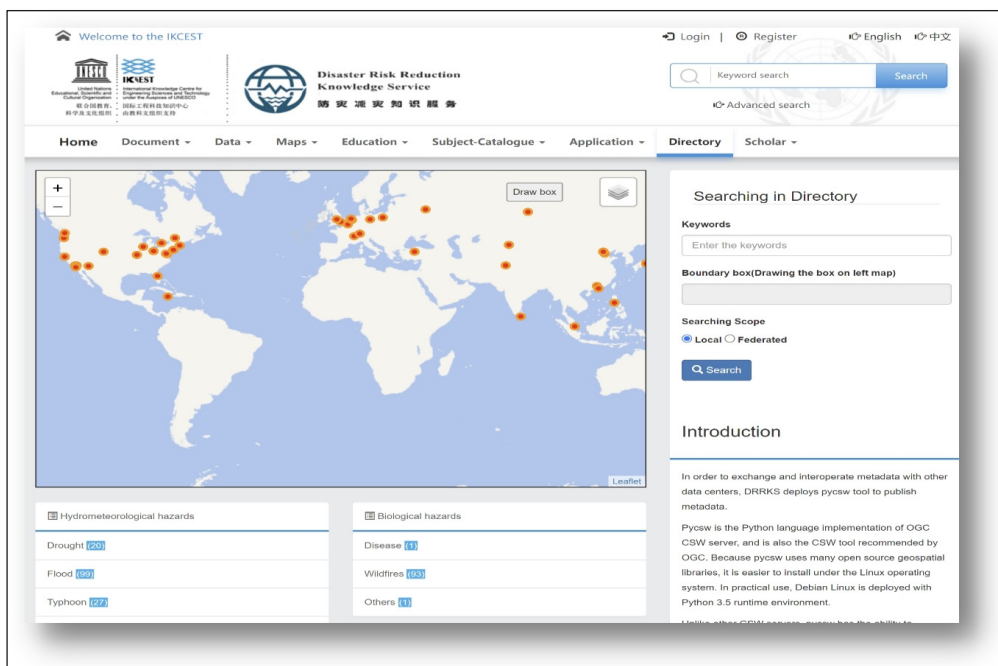 Welcome to the IKCEST
Login | Register English 中文
United Nations
Educational, Scientific and
Cultural Organization
联合国教育、
科学及文化组织
IKCEST
International Knowledge Centre for
Engineering Sciences and Technology
under the Auspices of UNESCO
国际工程科技知识中心
由教科文组织支持
Disaster Risk Reduction
Knowledge Service
防灾减灾知识服务
Keyword search Search
Advanced search
Home Document Data Maps Education Subject-Catalogue Application Directory Scholar
+
−
Draw box
Leaflet
Hydrometeorological hazards
Drought (20)
Flood (99)
Typhoon (27)
Biological hazards
Disease (1)
Wildfires (93)
Others (1)
Searching in Directory
Keywords
Enter the keywords
Boundary box(Drawing the box on left map)
Searching Scope
Local Federated
Search
Introduction
In order to exchange and interoperate metadata with other
data centers, DRRKS deploys pycsw tool to publish
metadata.
Pycsw is the Python language implementation of OGC
CSW server, and is also the CSW tool recommended by
OGC. Because pycsw uses many open source geospatial
libraries, it is easier to install under the Linux operating
system. In practical use, Debian Linux is deployed with
Python 3.5 runtime environment.
Unlike other CSW servers, pycsw has the ability to